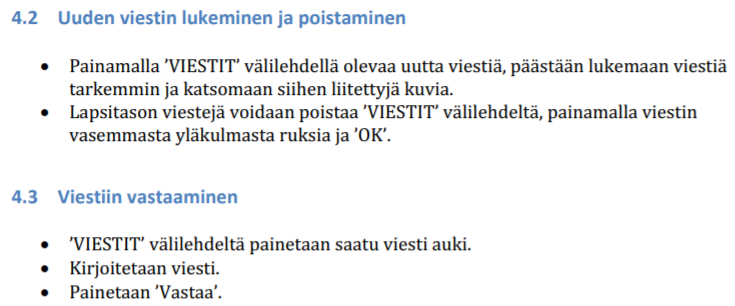 4.2 Uuden viestin lukeminen ja poistaminen
• Painamalla ’VIESTIT’ välilehdellä olevaa uutta viestiä, päästään lukemaan viestiä
tarkemmin ja katsomaan siihen liitettyjä kuvia.
• Lapsitason viestejä voidaan poistaa ’VIESTIT’ välilehdeltä, painamalla viestin
vasemmasta yläkulmasta ruksia ja ’OK’.
4.3 Viestiin vastaaminen
• ’VIESTIT’ välilehdeltä painetaan saatu viesti auki.
• Kirjoitetaan viesti.
• Painetaan ’Vastaa’.